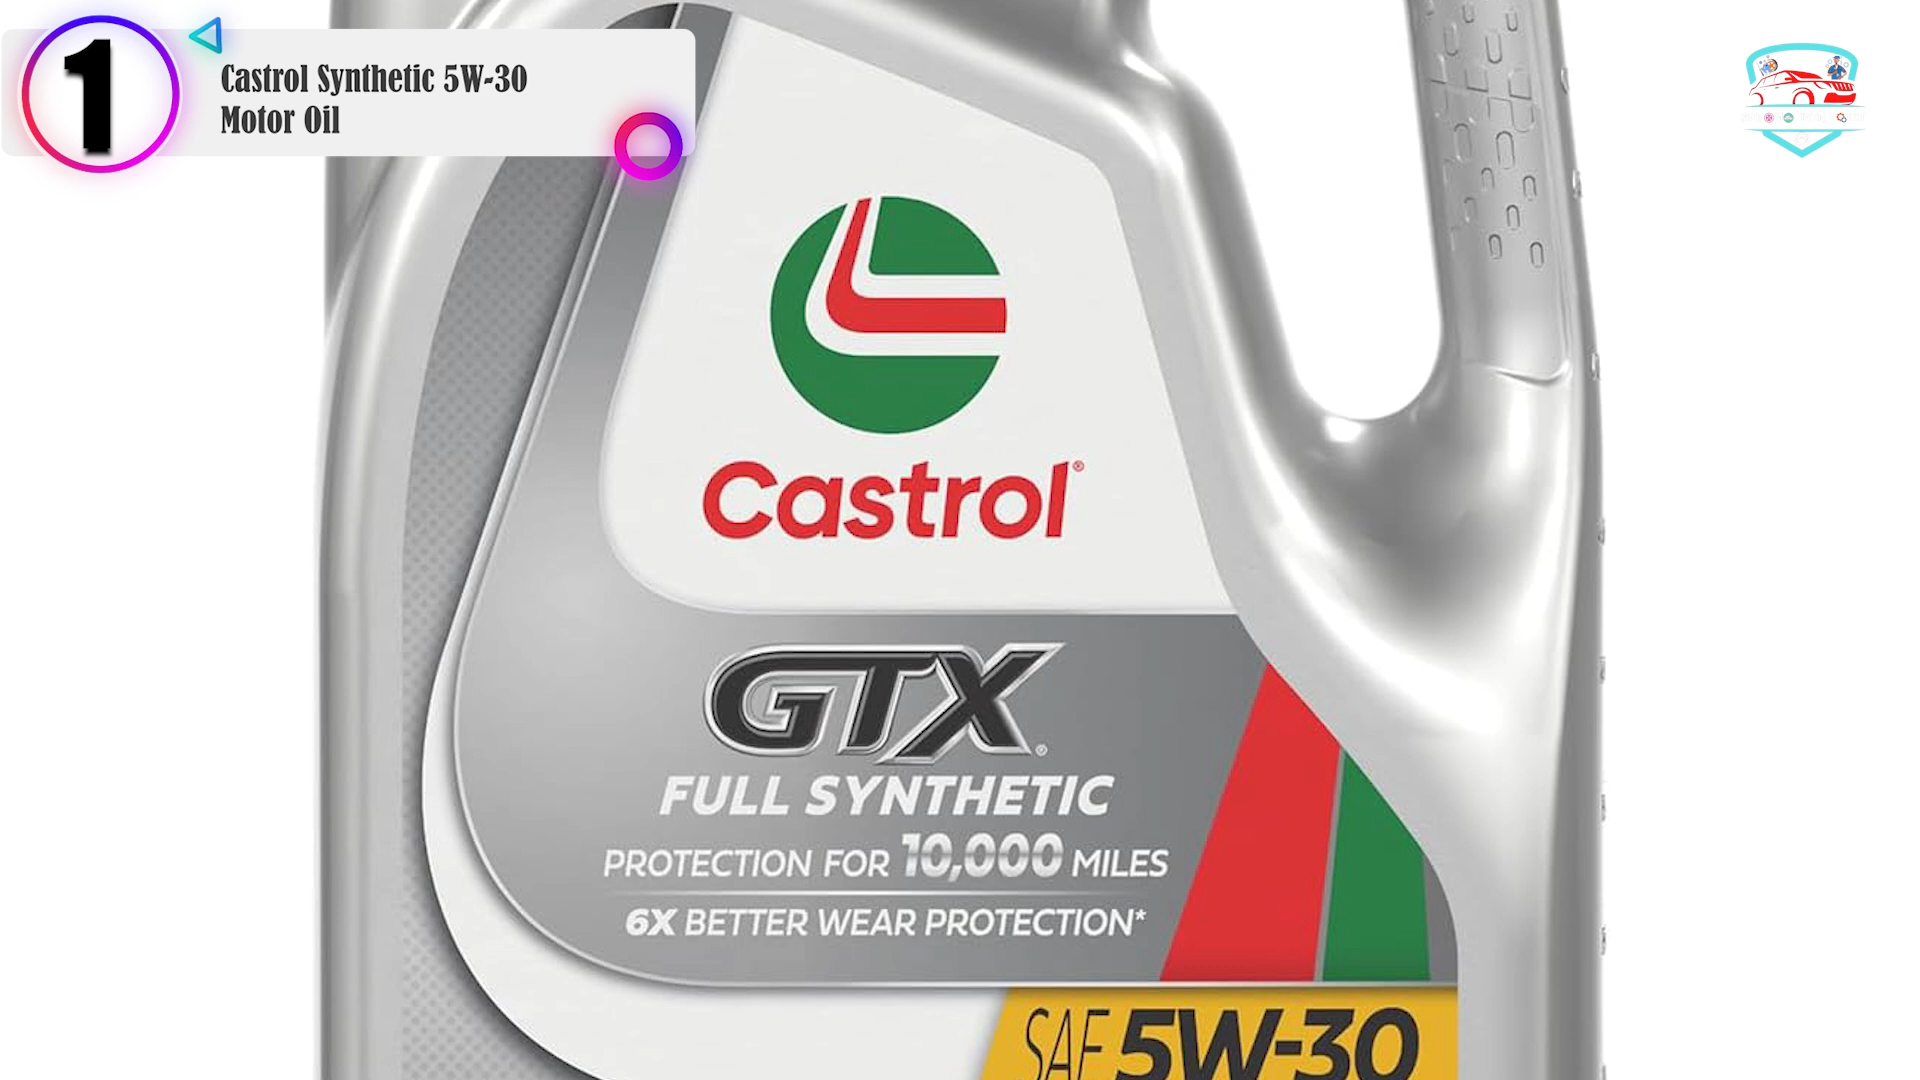 1
Castrol Synthetic 5W-30
Motor Oil
Castrol®
GTX®
FULL SYNTHETIC
PROTECTION FOR 10,000 MILES
6X BETTER WEAR PROTECTION*
SAE 5W-30